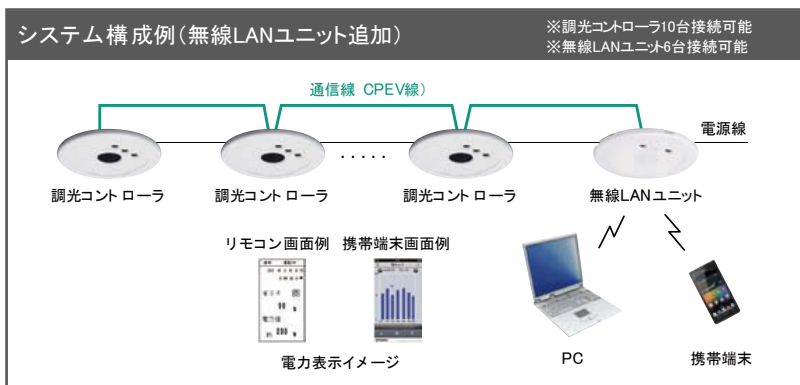 システム構成例(無線LANユニット追加)
※調光コントローラ10台接続可能
※無線LANユニット6台接続可能
通信線 CPEV線)
電源線
調光コントローラ
調光コントローラ
・・・・・
調光コントローラ
無線LANユニット
リモコン画面例
携帯端末画面例
電力表示イメージ
PC
携帯端末